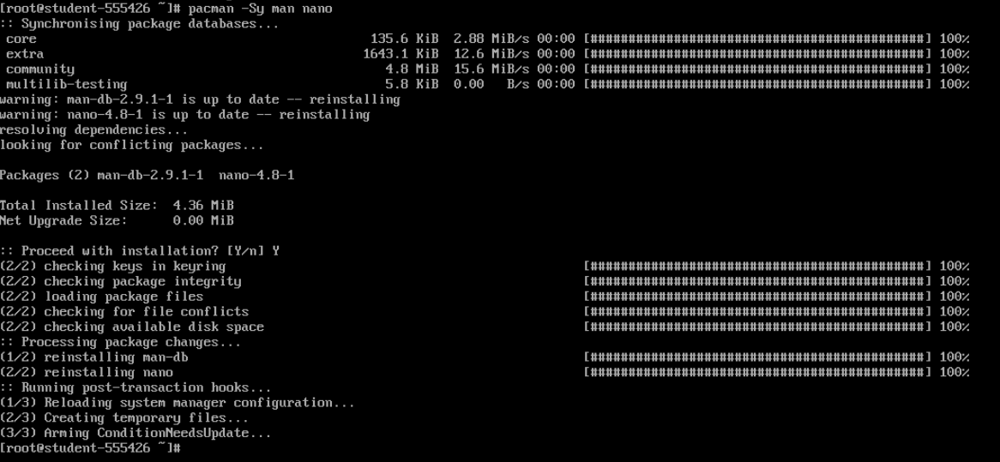 [root@student-555426 ~]# pacman -Sy man nano
:: Synchronising package databases...
core 135.6 KiB 2.88 MiB/s 00:00 [############################################] 100%
extra 1643.1 KiB 12.6 MiB/s 00:00 [############################################] 100%
community 4.8 MiB 15.6 MiB/s 00:00 [############################################] 100%
multilib-testing 5.8 KiB 0.00 B/s 00:00 [############################################] 100%
warning: man-db-2.9.1-1 is up to date -- reinstalling
warning: nano-4.8-1 is up to date -- reinstalling
resolving dependencies...
looking for conflicting packages...
Packages (2) man-db-2.9.1-1 nano-4.8-1
Total Installed Size: 4.36 MiB
Net Upgrade Size: 0.00 MiB
:: Proceed with installation? [Y/n] Y
(2/2) checking keys in keyring [############################################] 100%
(2/2) checking package integrity [############################################] 100%
(2/2) loading package files [############################################] 100%
(2/2) checking for file conflicts [############################################] 100%
(2/2) checking available disk space [############################################] 100%
:: Processing package changes...
(1/2) reinstalling man-db [############################################] 100%
(2/2) reinstalling nano [############################################] 100%
:: Running post-transaction hooks...
(1/3) Reloading system manager configuration...
(2/3) Creating temporary files...
(3/3) Arming ConditionNeedsUpdate...
[root@student-555426 ~]#